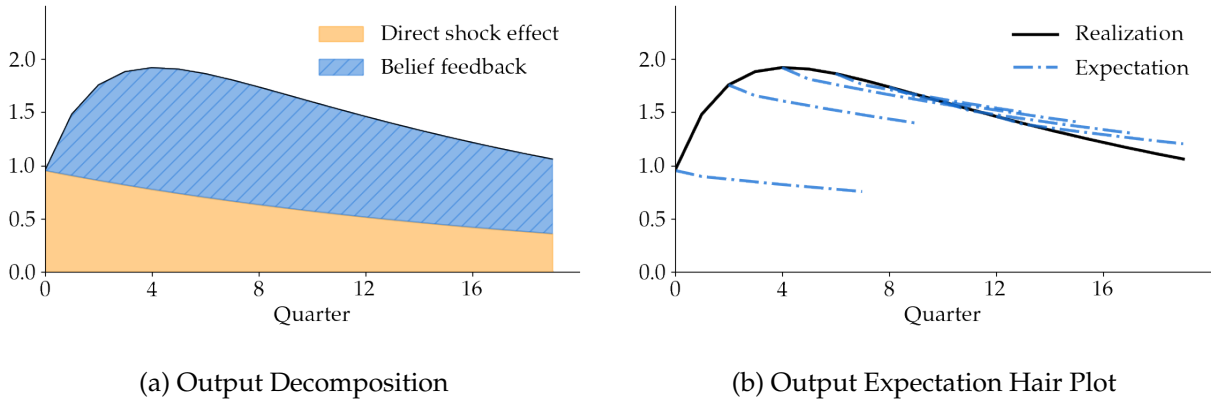 Direct shock effect
Belief feedback
2.0
1.5
1.0
0.5
0.0
0 4 8 12 16
Quarter
(a) Output Decomposition
Realization
Expectation
2.0
1.5
1.0
0.5
0.0
0 4 8 12 16
Quarter
(b) Output Expectation Hair Plot